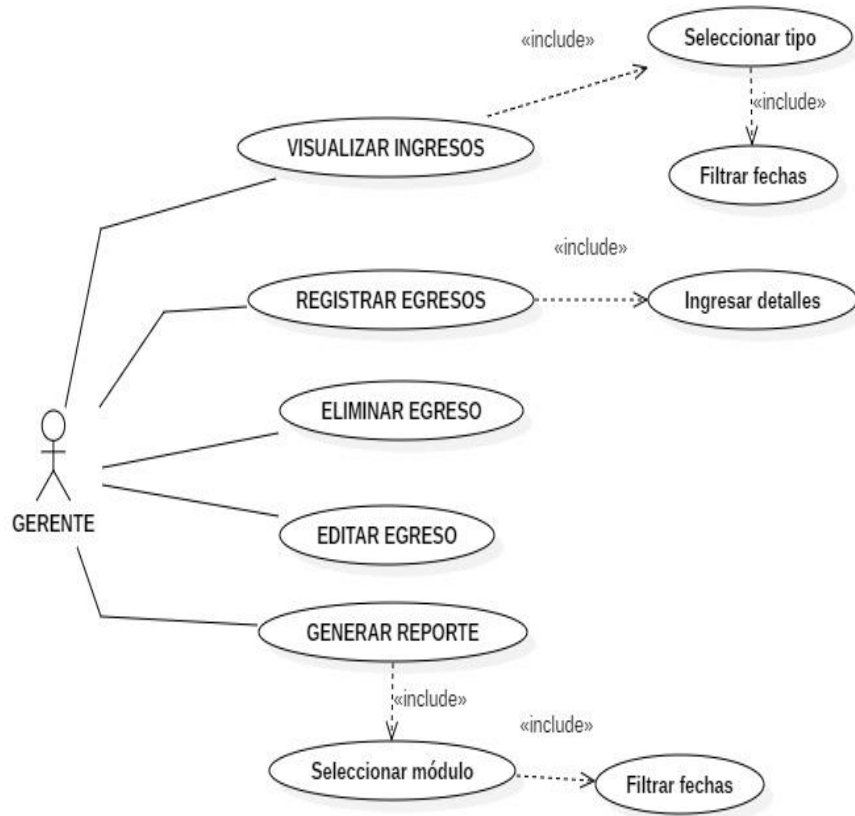 «include»
Seleccionar tipo
«include»
VISUALIZAR INGRESOS
Filtrar fechas
«include»
REGISTRAR EGRESOS
Ingresar detalles
ELIMINAR EGRESO
GERENTE
EDITAR EGRESO
GENERAR REPORTE
«include»
«include»
Seleccionar módulo
Filtrar fechas